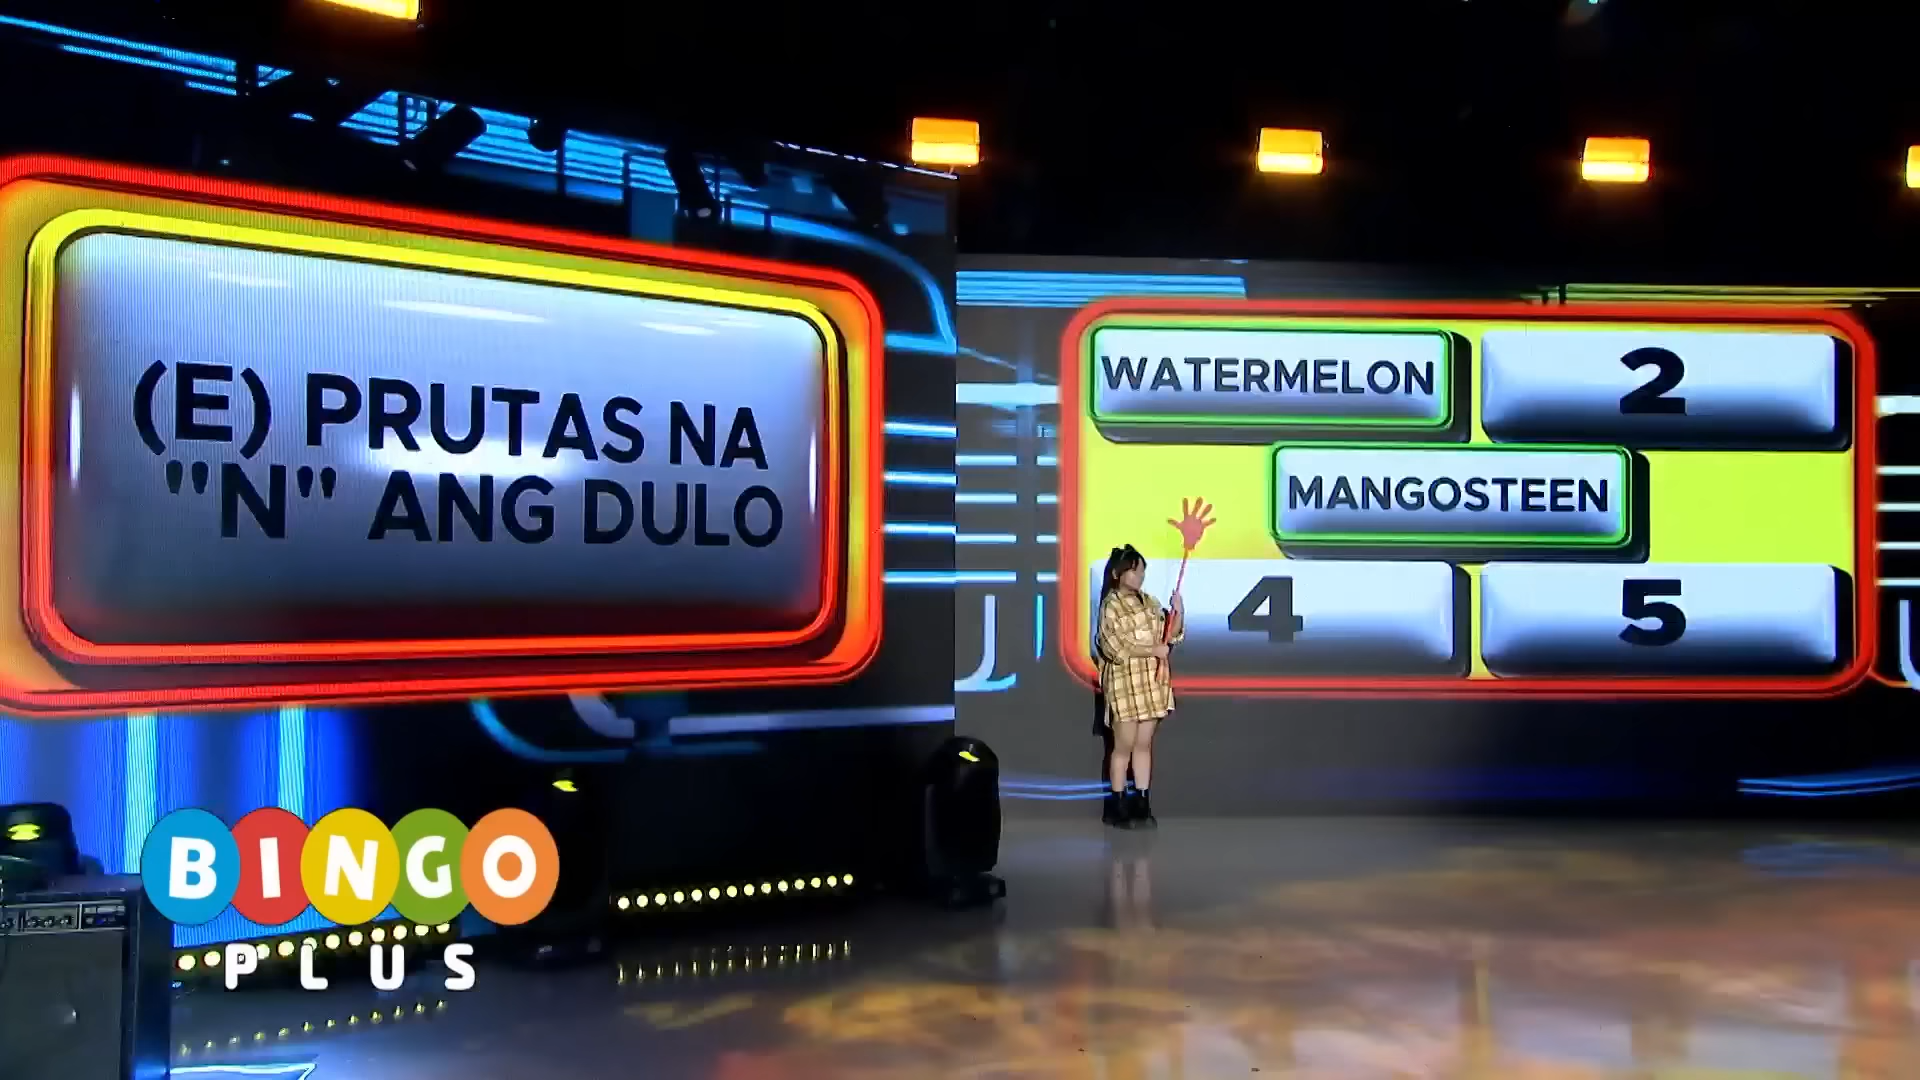 (E) PRUTAS NA
"N" ANG DULO
WATERMELON
2
MANGOSTEEN
4
5
BINGO
PLUS